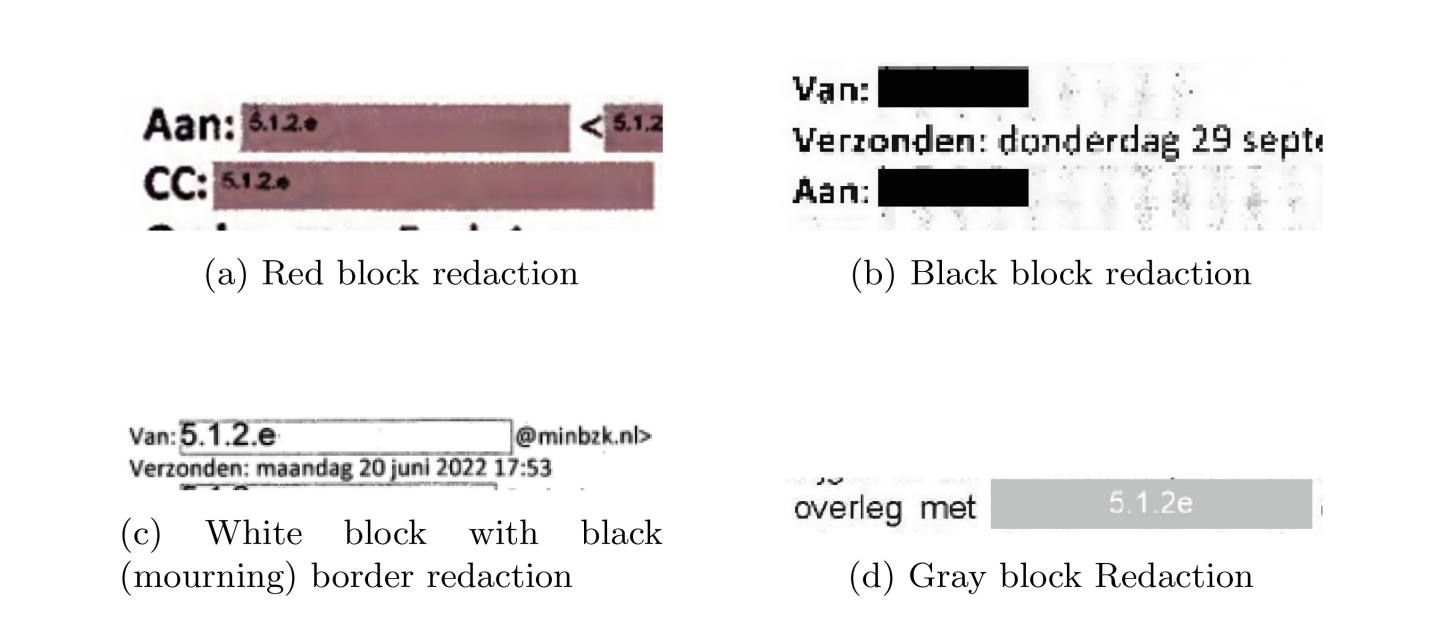 Aan: 5.1.2.e < 5.1.2
CC: 5.1.2.e
(a) Red block redaction
Van:
Verzonden: donderdag 29 septe
Aan:
(b) Black block redaction
Van: 5.1.2.e @minbzk.nl>
Verzonden: maandag 20 juni 2022 17:53
(c) White block with black
(mourning) border redaction
overleg met 5.1.2e
(d) Gray block Redaction